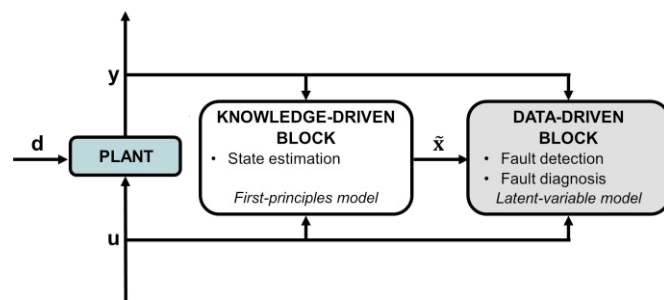 y
KNOWLEDGE-DRIVEN
BLOCK
• State estimation
First-principles model
DATA-DRIVEN
BLOCK
• Fault detection
• Fault diagnosis
Latent-variable model
d
PLANT
x̃
u